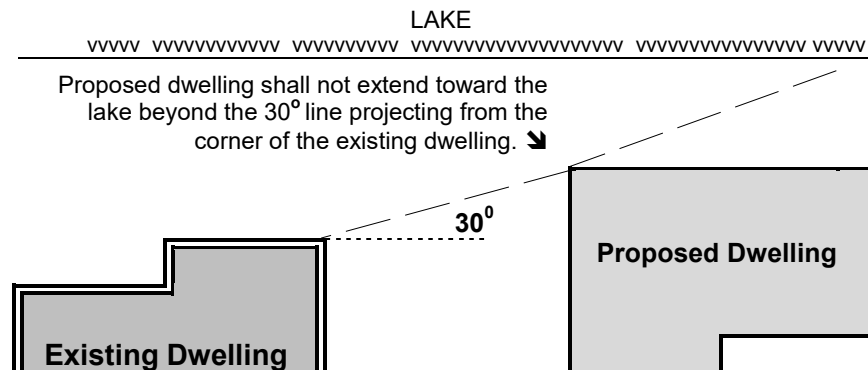 LAKE
vvvvv vvvvvvvvvvvv vvvvvvvvvv vvvvvvvvvvvvvvvvvvvv vvvvvvvvvvvvvvvv vvvvv
Proposed dwelling shall not extend toward the
lake beyond the 30° line projecting from the
corner of the existing dwelling. ➘
30⁰
Proposed Dwelling
Existing Dwelling